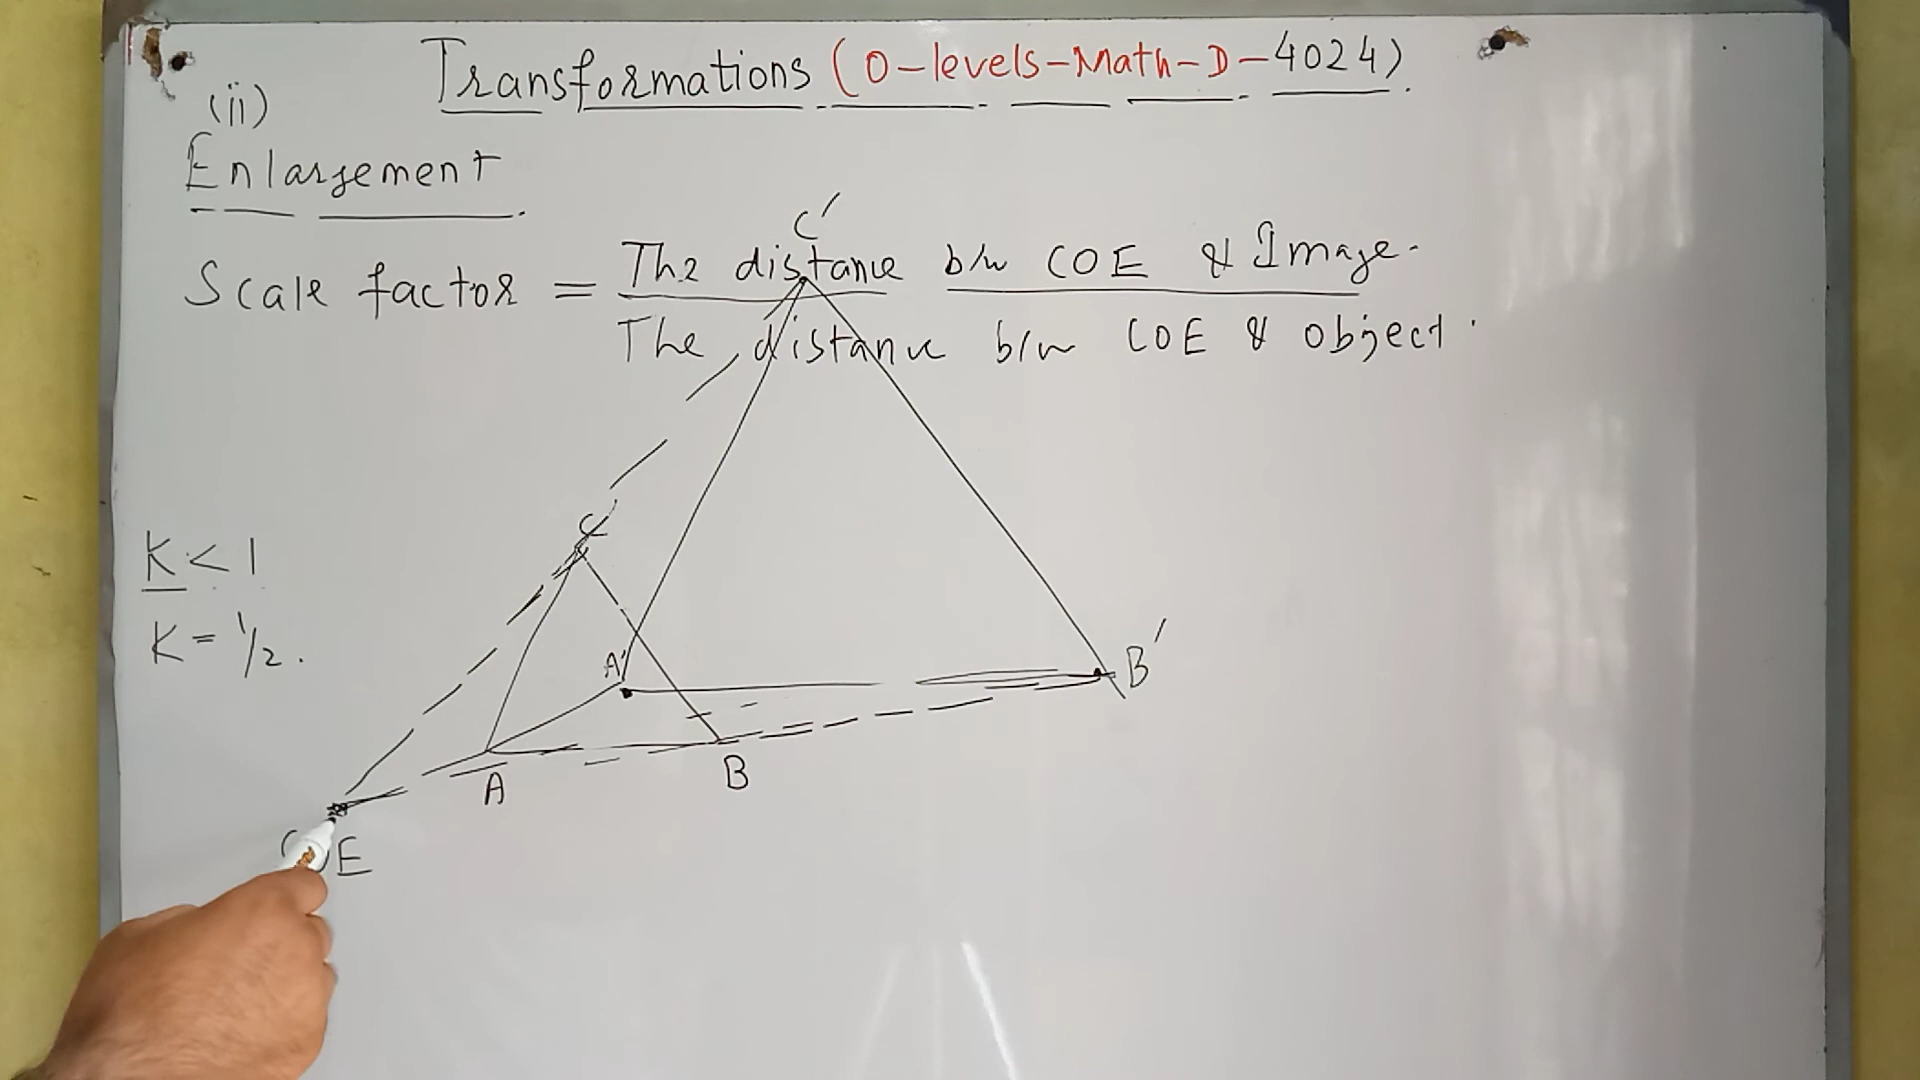 Transformations (O-levels-Math-D-4024)
(ii)
Enlargement
C'
Scale factor = The distance b/w COE & Image.
The distance b/w COE & object.
C
K < 1
K = 1/2.
A'
B'
A
B
E